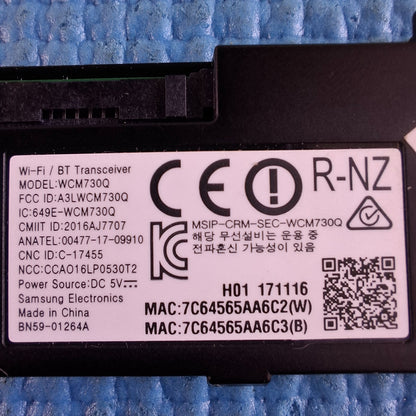 Wi-Fi / BT Transceiver
MODEL:WCM730Q
FCC ID:A3LWCM730Q
IC:649E-WCM730Q
CMIIT ID:2016AJ7707
ANATEL:00477-17-09910
CNC ID:C-17455
NCC:CCAO16LP0530T2
Power Source:DC 5V⎓
Samsung Electronics
Made in China
BN59-01264A
CE
R-NZ
MSIP-CRM-SEC-WCM730Q
해당 무선설비는 운용 중
전파혼신 가능성이 있음
H01 171116
MAC:7C64565AA6C2(W)
MAC:7C64565AA6C3(B)